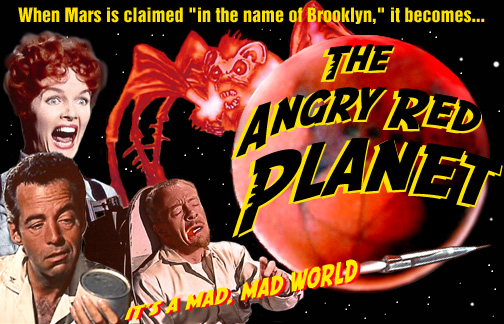 When Mars is claimed "in the name of Brooklyn," it becomes...
THE
ANGRY RED
PLANET
IT'S A MAD, MAD WORLD